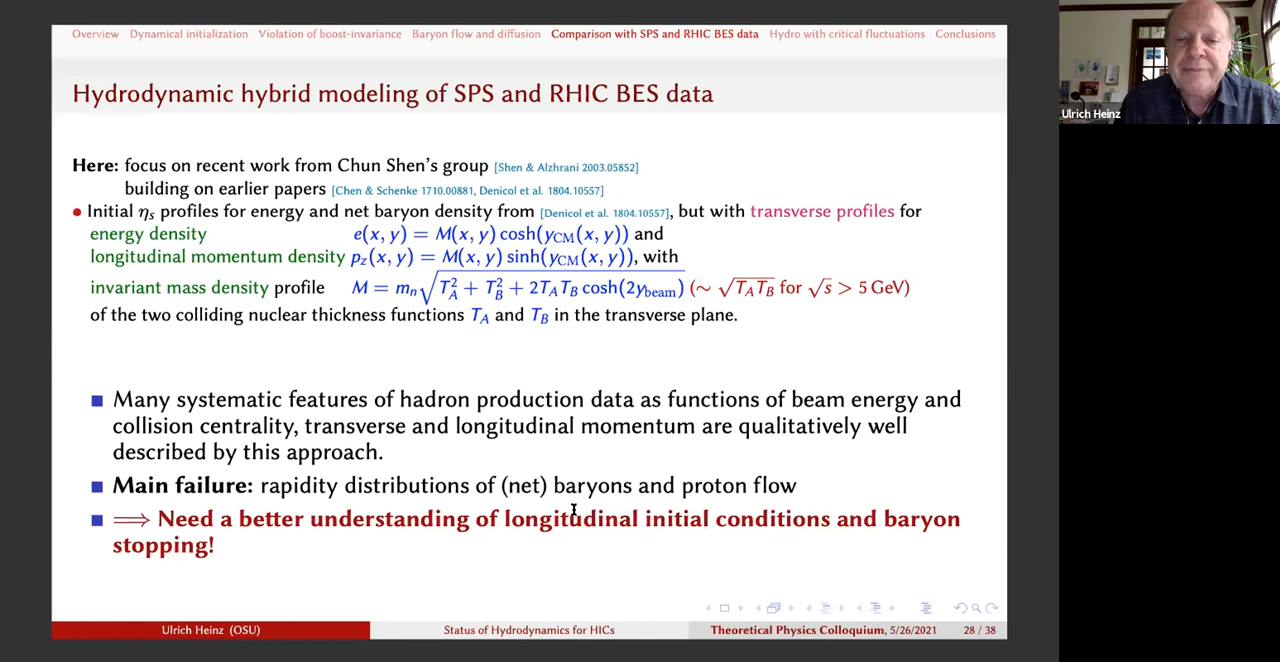 Overview Dynamical initialization Violation of boost-invariance Baryon flow and diffusion Comparison with SPS and RHIC BES data Hydro with critical fluctuations Conclusions
Hydrodynamic hybrid modeling of SPS and RHIC BES data
Ulrich Heinz
Here: focus on recent work from Chun Shen's group [Shen & Alzhrani 2003.05852]
building on earlier papers [Chen & Schenke 1710.00881, Denicol et al. 1804.10557]
• Initial ηₛ profiles for energy and net baryon density from [Denicol et al. 1804.10557], but with transverse profiles for
energy density e(x, y) = M(x, y) cosh(y_CM(x, y)) and
longitudinal momentum density p_z(x, y) = M(x, y) sinh(y_CM(x, y)), with
invariant mass density profile M = m_n√(T_A² + T_B² + 2T_A T_B cosh(2y_beam)) (∼ √(T_A T_B) for √s > 5 GeV)
of the two colliding nuclear thickness functions T_A and T_B in the transverse plane.
■ Many systematic features of hadron production data as functions of beam energy and
collision centrality, transverse and longitudinal momentum are qualitatively well
described by this approach.
■ Main failure: rapidity distributions of (net) baryons and proton flow
■ ⟹ Need a better understanding of longitudinal initial conditions and baryon
stopping!
Ulrich Heinz (OSU) Status of Hydrodynamics for HICs Theoretical Physics Colloquium, 5/26/2021 28 / 38